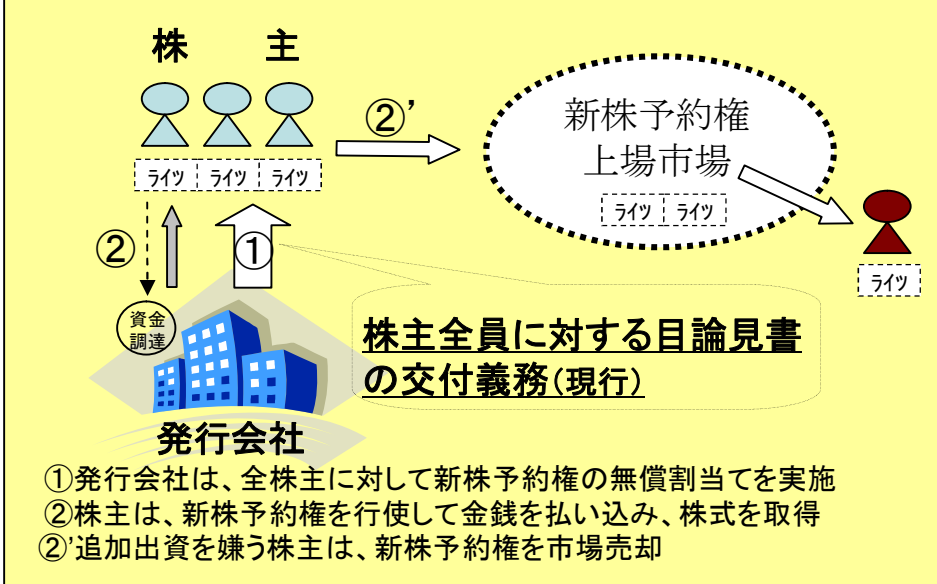 株 主
②’
新株予約権
上場市場
ライツ ライツ ライツ
ライツ ライツ
②
①
ライツ
資金
調達
株主全員に対する目論見書
の交付義務(現行)
発行会社
①発行会社は、全株主に対して新株予約権の無償割当てを実施
②株主は、新株予約権を行使して金銭を払い込み、株式を取得
②’追加出資を嫌う株主は、新株予約権を市場売却